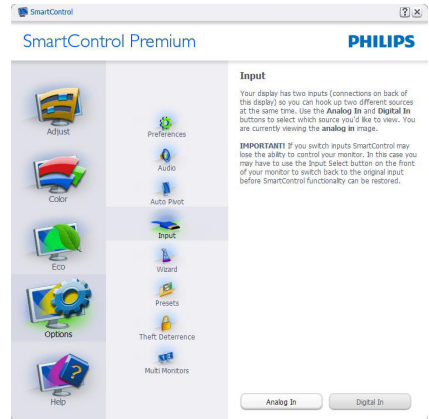 SmartControl
SmartControl Premium
PHILIPS
Adjust
Color
Eco
Options
Help
Preferences
Audio
Auto Pivot
Input
Wizard
Presets
Theft Deterrence
Multi Monitors
Input
Your display has two inputs (connections on back of
this display) so you can hook up two different sources
at the same time. Use the Analog In and Digital In
buttons to select which source you'd like to view. You
are currently viewing the analog in image.
IMPORTANT! If you switch inputs SmartControl may
lose the ability to control your monitor. In this case you
may have to use the Input Select button on the front
of your monitor to switch back to the original input
before SmartControl functionality can be restored.
Analog In
Digital In